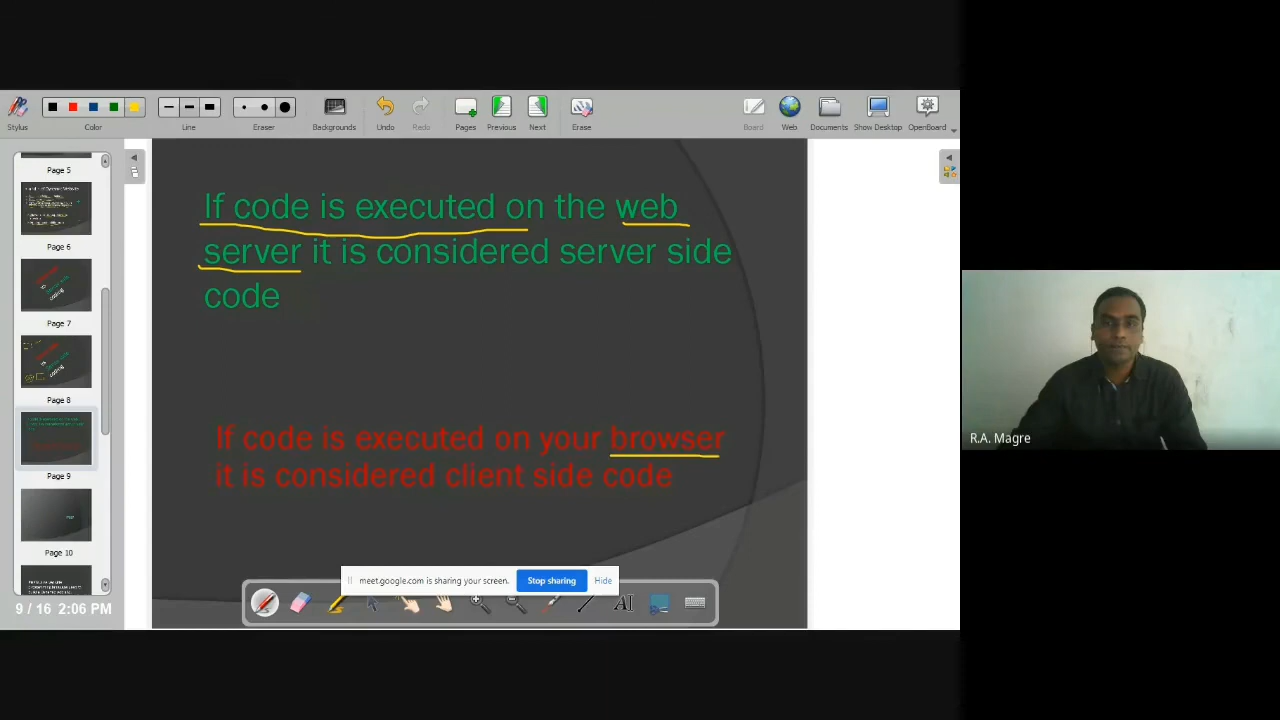 Stylus
Color
Line
Eraser
Backgrounds
Undo
Redo
Pages
Previous
Next
Erase
Board
Web
Documents
Show Desktop
OpenBoard
Page 5
Page 6
Page 7
Page 8
Page 9
Page 10
9 / 16 2:06 PM
If code is executed on the web
server it is considered server side
code
If code is executed on your browser
it is considered client side code
meet.google.com is sharing your screen.
Stop sharing
Hide
R.A. Magre